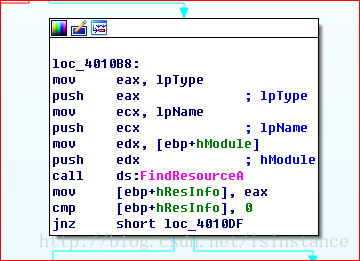 loc_4010B8:
mov eax, lpType
push eax ; lpType
mov ecx, lpName
push ecx ; lpName
mov edx, [ebp+hModule]
push edx ; hModule
call ds:FindResourceA
mov [ebp+hResInfo], eax
cmp [ebp+hResInfo], 0
jnz short loc_4010DF
http://blog.csdn.net/lsinstance